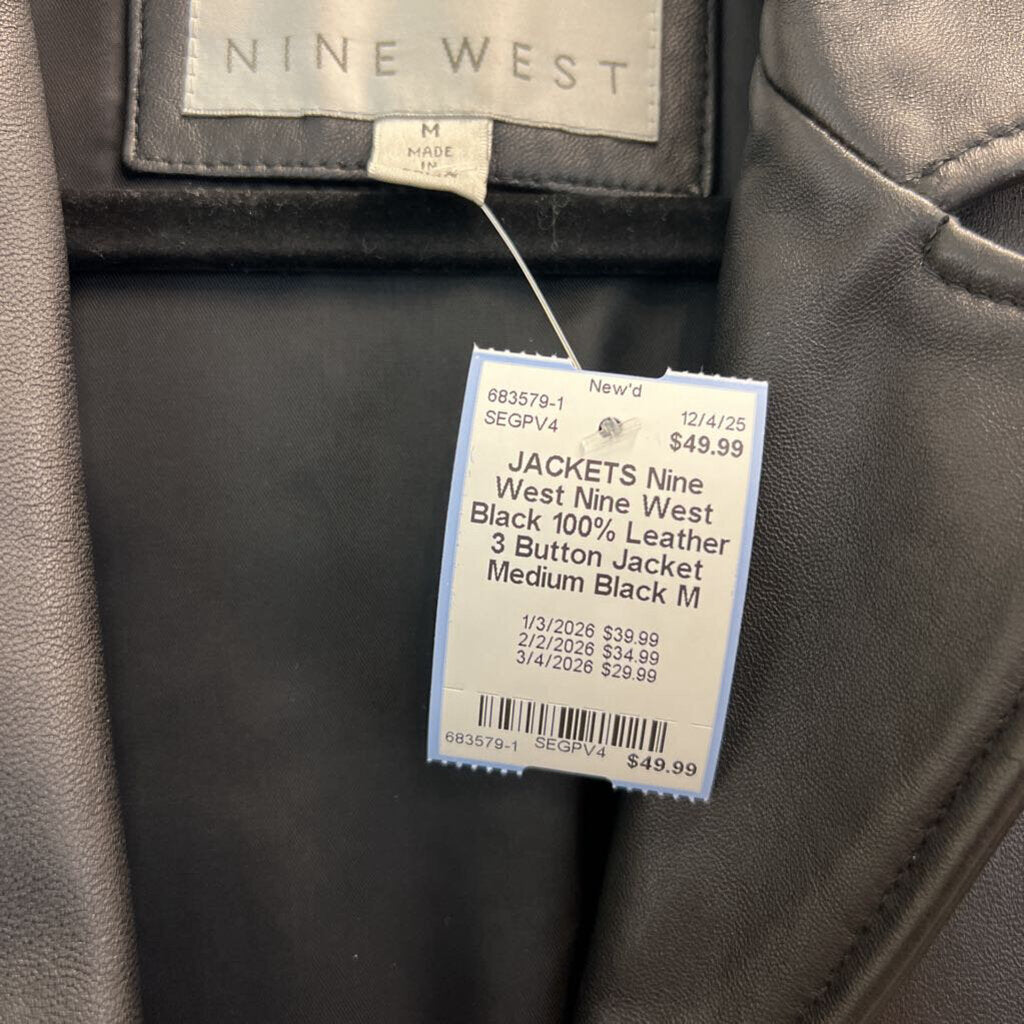 NINE WEST
M
MADE
IN
New'd
683579-1 12/4/25
SEGPV4 $49.99
JACKETS Nine
West Nine West
Black 100% Leather
3 Button Jacket
Medium Black M
1/3/2026 $39.99
2/2/2026 $34.99
3/4/2026 $29.99
683579-1 SEGPV4 $49.99